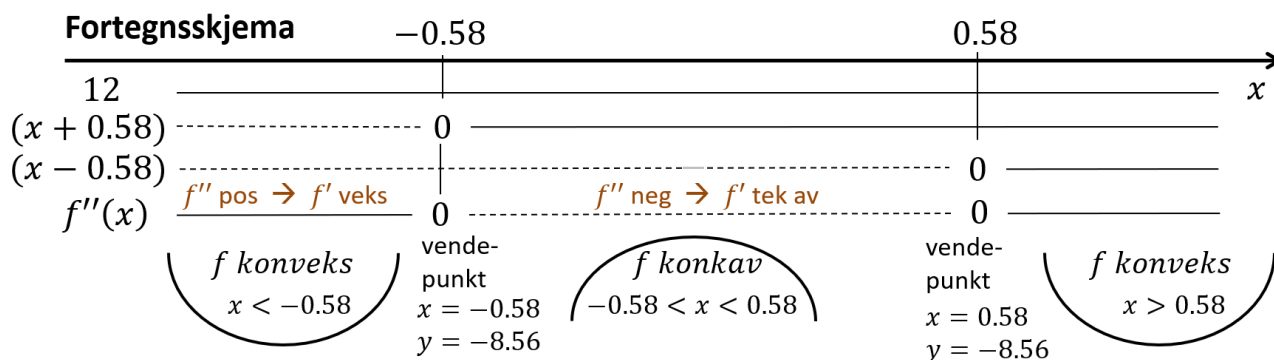 Fortegnsskjema −0.58 0.58
12 x
(x + 0.58) 0
(x − 0.58) 0
f′′ pos → f′ veks f′′ neg → f′ tek av
f′′(x) 0 0
f konveks
x < −0.58
vende-
punkt
x = −0.58
y = −8.56
f konkav
−0.58 < x < 0.58
vende-
punkt
x = 0.58
y = −8.56
f konveks
x > 0.58